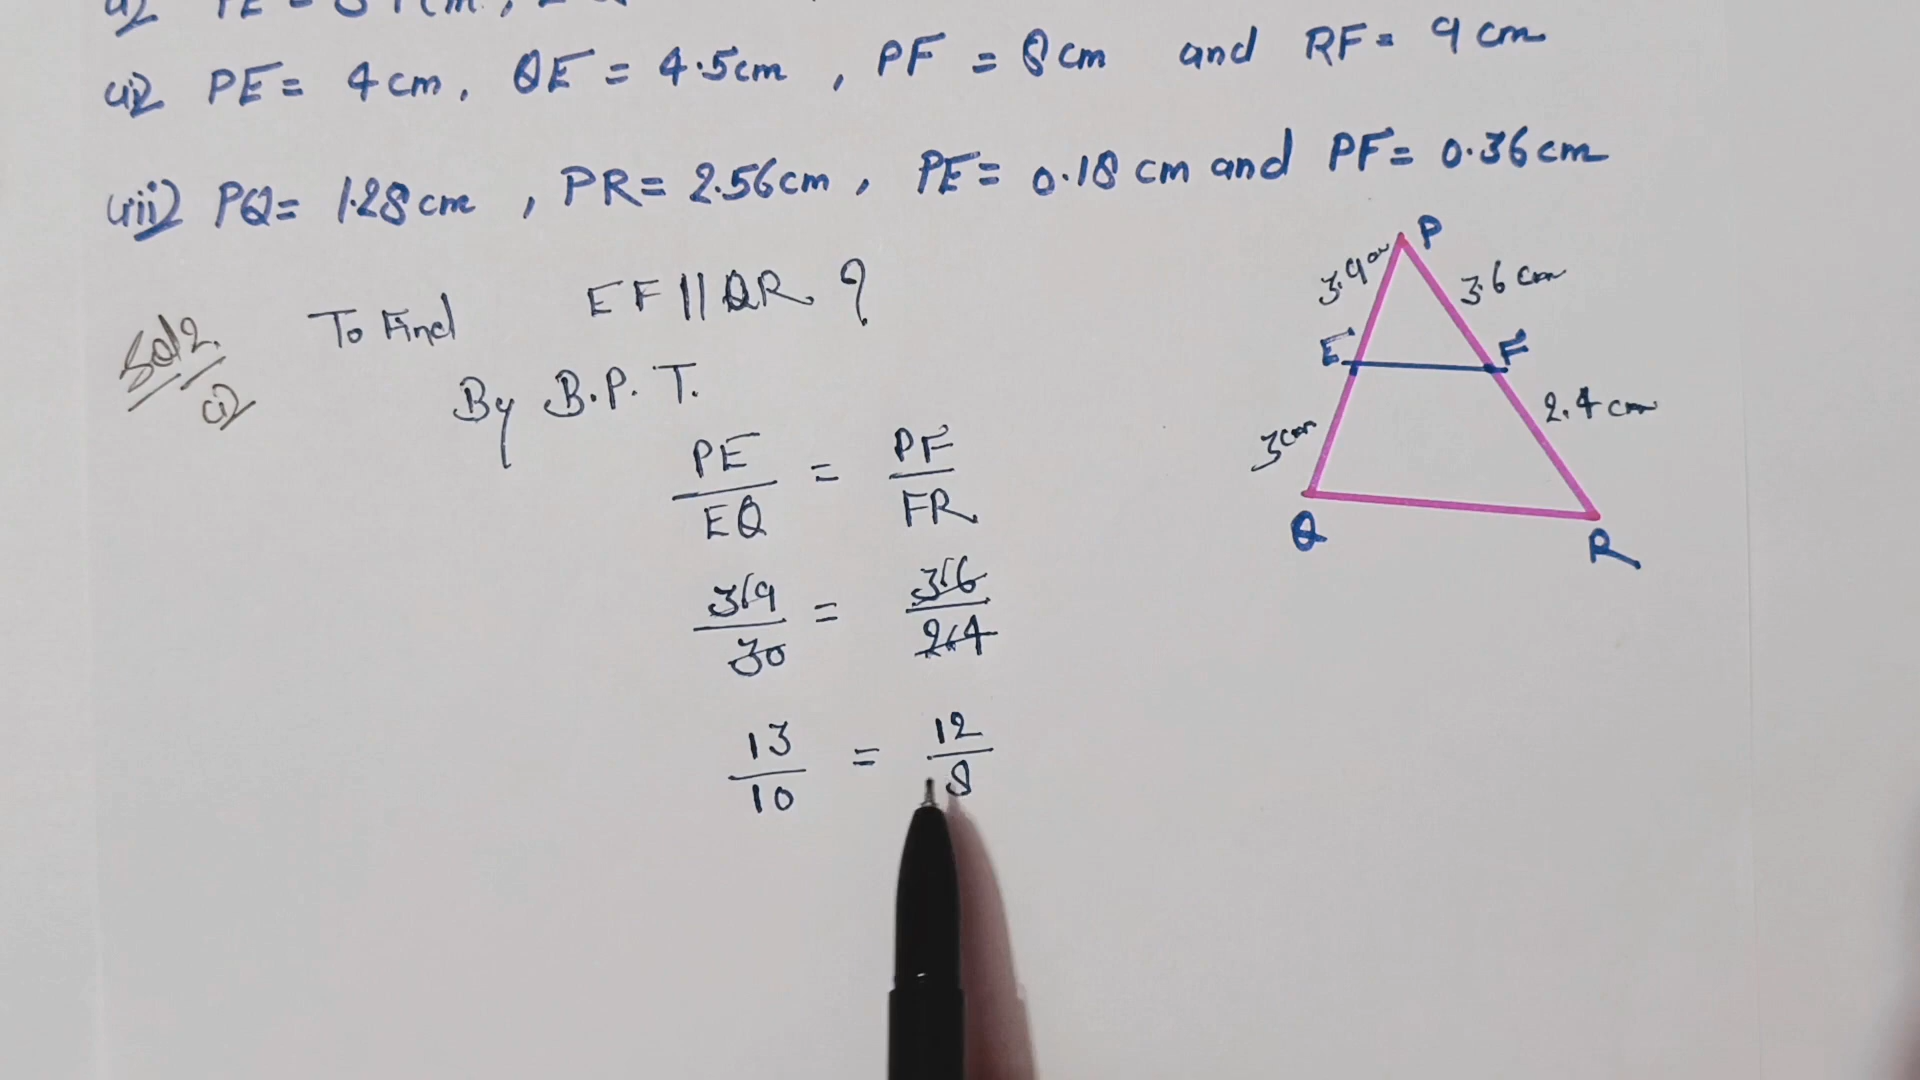 ii) PE = 4 cm, QE = 4.5 cm, PF = 8 cm and RF = 9 cm
iii) PQ = 1.28 cm, PR = 2.56 cm, PE = 0.18 cm and PF = 0.36 cm
Sol 2. To Find EF || QR ?
i)
By B.P.T.
PE/EQ = PF/FR
3.9/30 = 3.6/2.4
13/10 = 12/8
P
3.9 cm
3.6 cm
E F
2.4 cm
3 cm
Q R